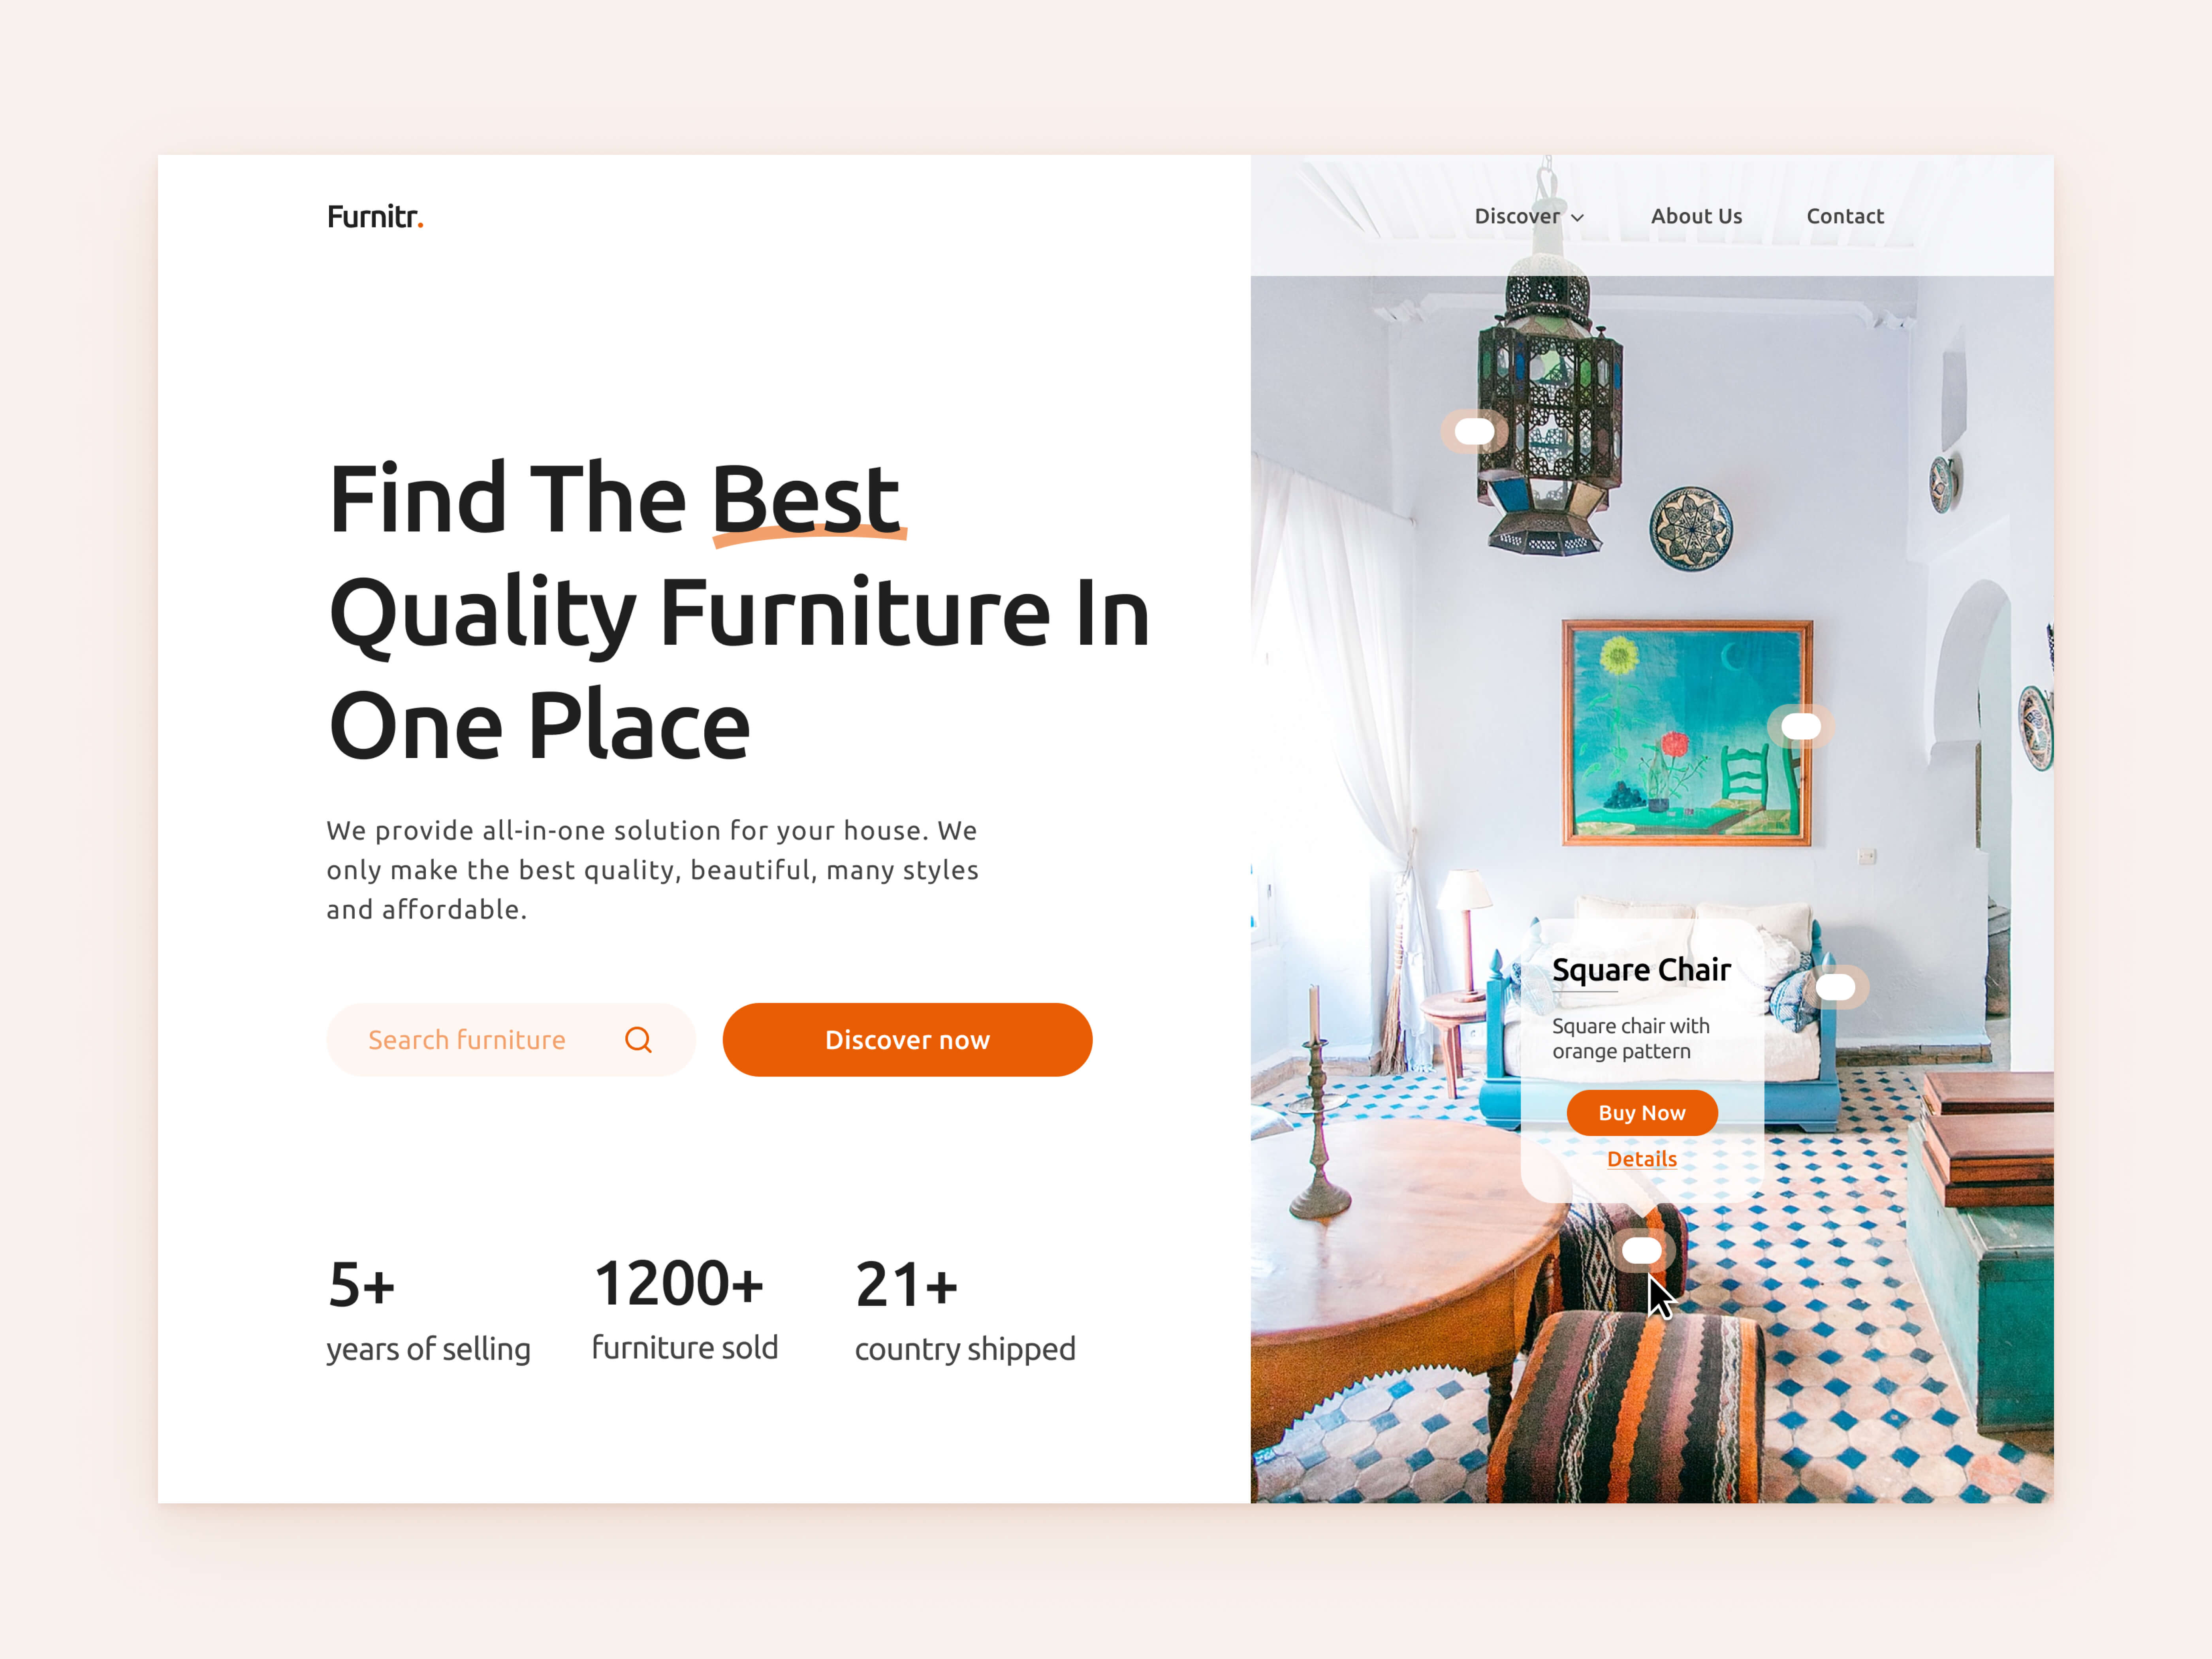 Furnitr.
Discover
About Us
Contact
Find The Best
Quality Furniture In
One Place
We provide all-in-one solution for your house. We
only make the best quality, beautiful, many styles
and affordable.
Search furniture
Discover now
5+
years of selling
1200+
furniture sold
21+
country shipped
Square Chair
Square chair with
orange pattern
Buy Now
Details